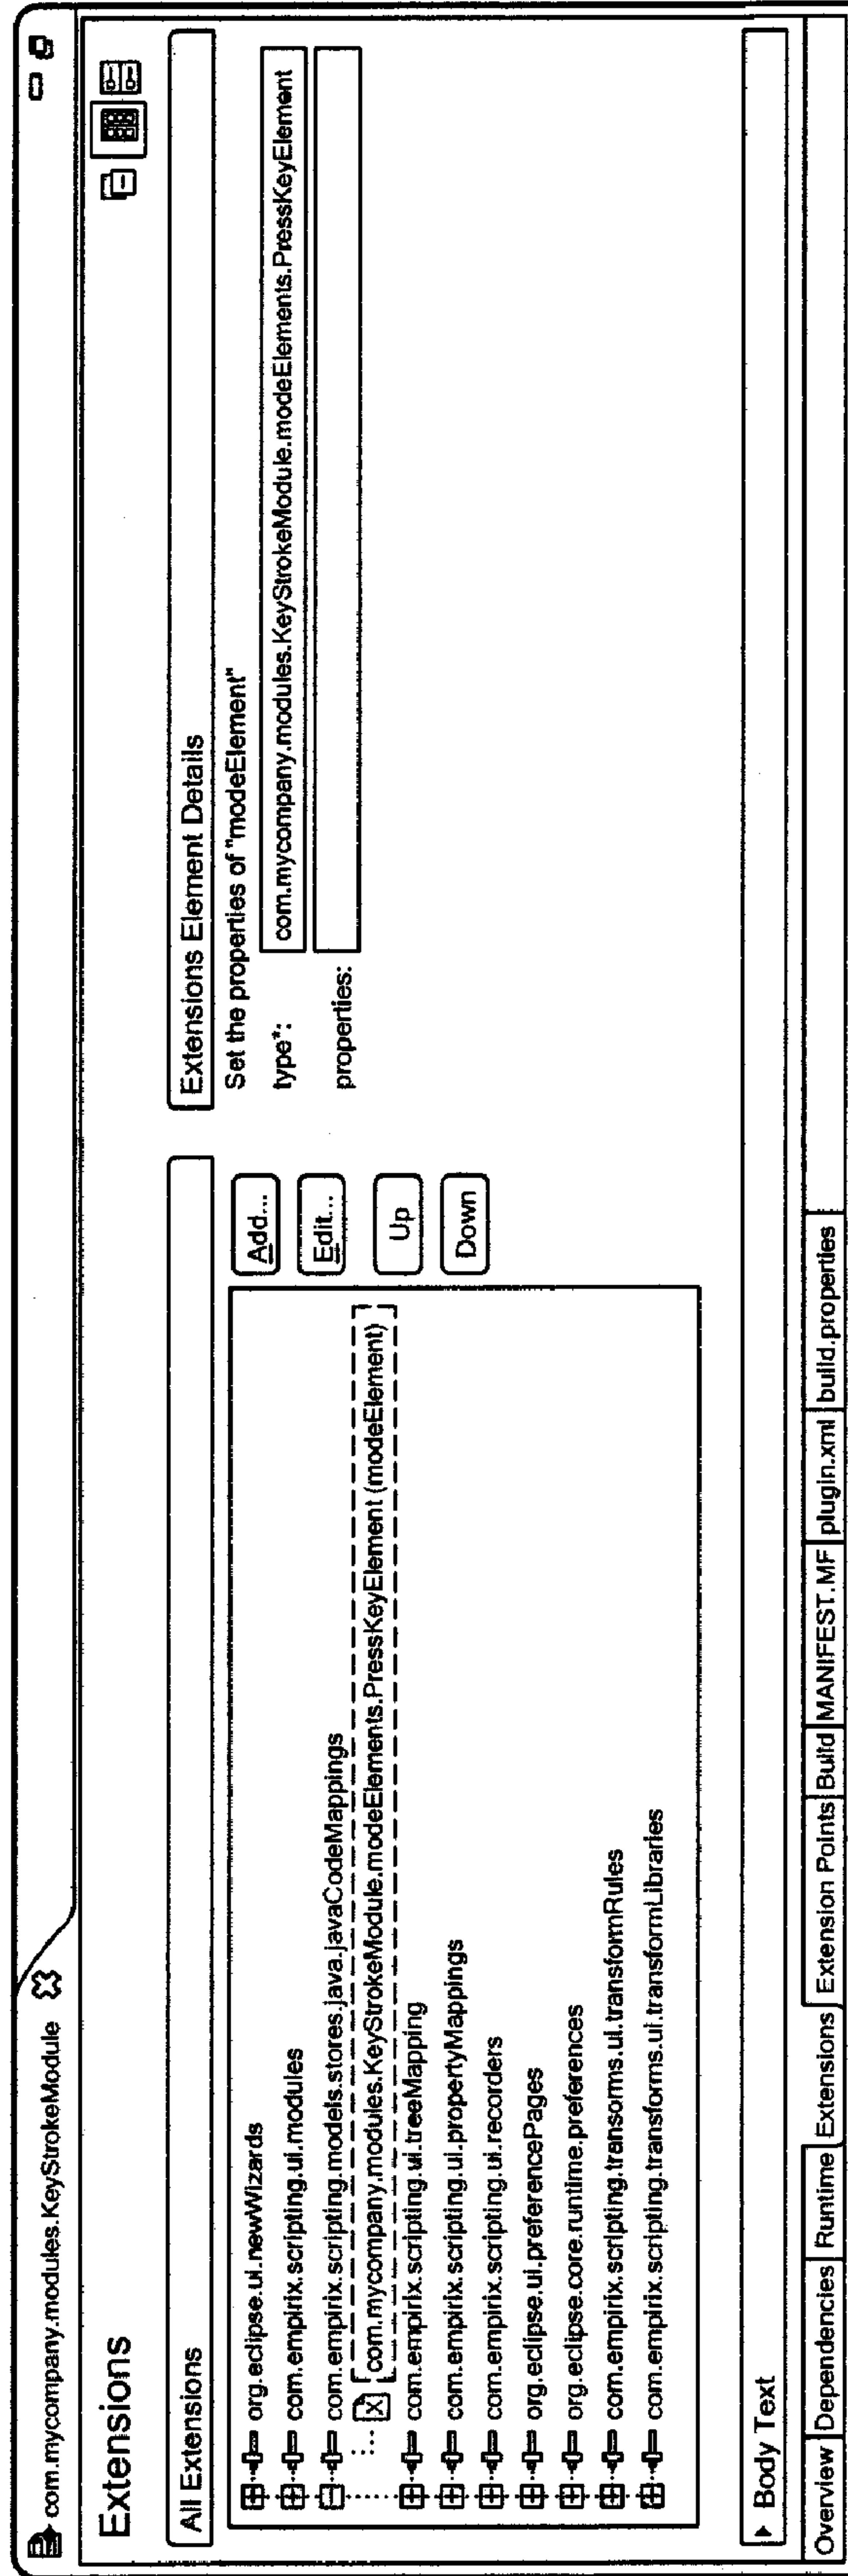 com.mycompany.modules.KeyStrokeModule
Extensions
All Extensions
org.eclipse.ui.newWizards
com.empirix.scripting.ui.modules
com.empirix.scripting.models.stores.java.javaCodeMappings
com.mycompany.modules.KeyStrokeModule.modeElements.PressKeyElement (modeElement)
com.empirix.scripting.ui.treeMapping
com.empirix.scripting.ui.propertyMappings
com.empirix.scripting.ui.recorders
org.eclipse.ui.preferencePages
org.eclipse.core.runtime.preferences
com.empirix.scripting.transorms.ui.transformRules
com.empirix.scripting.transforms.ui.transformLibraries
Add...
Edit...
Up
Down
Extensions Element Details
Set the properties of "modeElement"
type*: com.mycompany.modules.KeyStrokeModule.modeElements.PressKeyElement
properties:
Body Text
Overview Dependencies Runtime Extensions Extension Points Build MANIFEST.MF plugin.xml build.properties